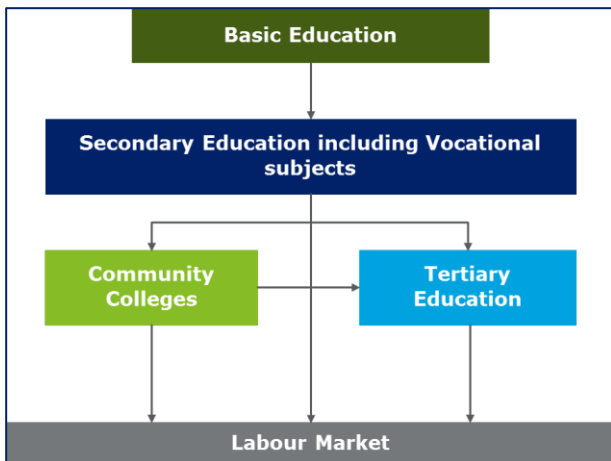 Basic Education
Secondary Education including Vocational
subjects
Community
Colleges
Tertiary
Education
Labour Market